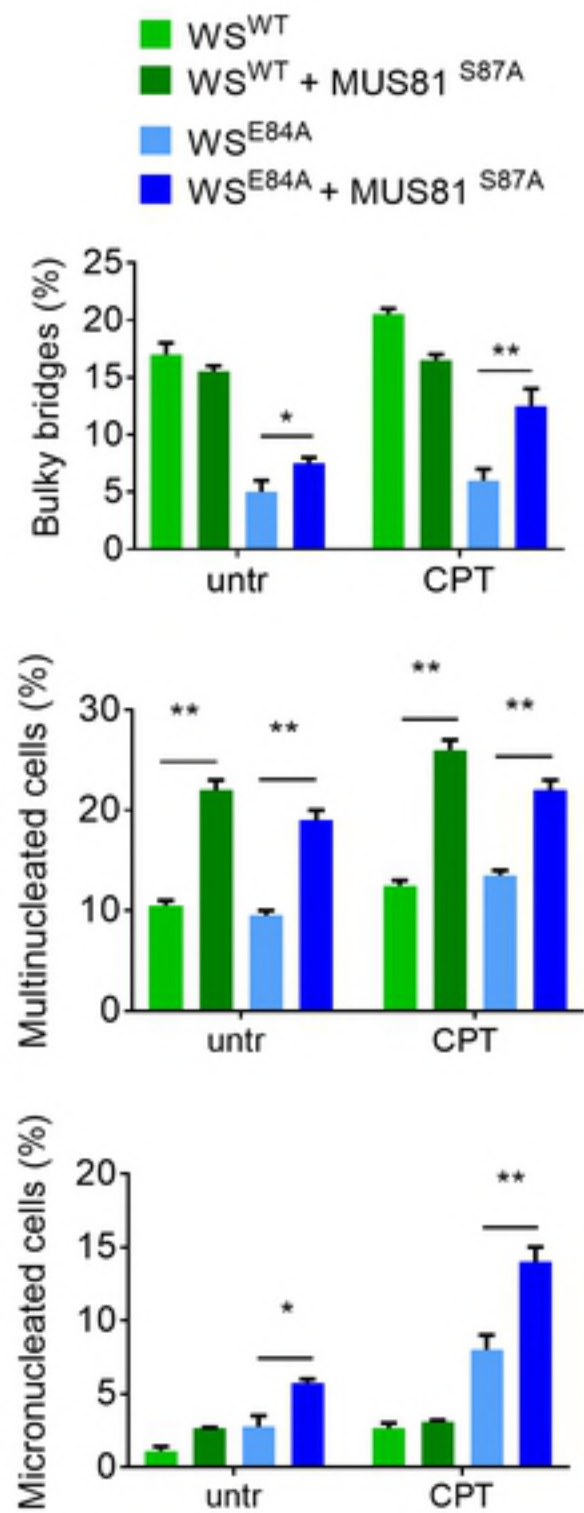 WS^WT
WS^WT + MUS81 ^S87A
WS^E84A
WS^E84A + MUS81 ^S87A
Bulky bridges (%)
25
20
15
10
5
0
*
**
untr
CPT
Multinucleated cells (%)
30
20
10
0
**
**
**
**
untr
CPT
Micronucleated cells (%)
20
15
10
5
0
*
**
untr
CPT